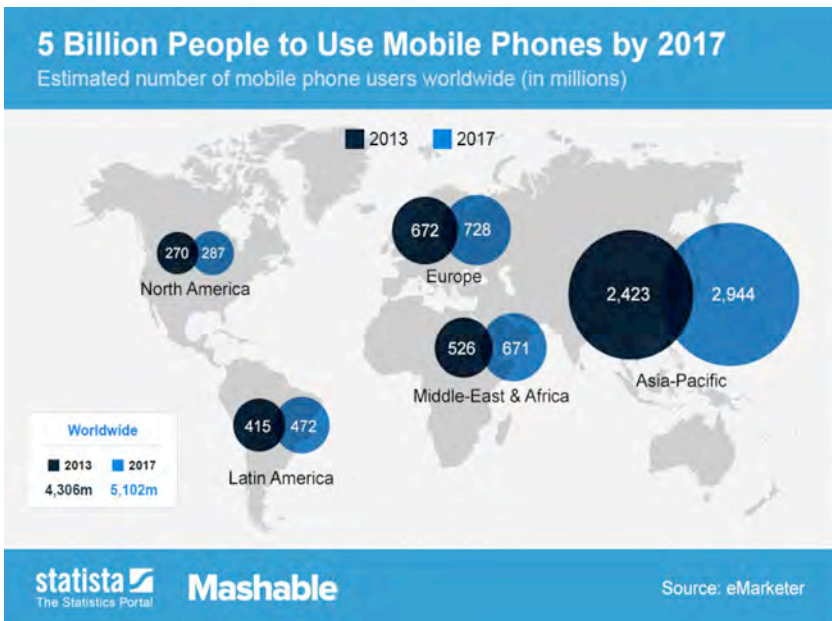 5 Billion People to Use Mobile Phones by 2017
Estimated number of mobile phone users worldwide (in millions)
2013 2017
270 287
North America
672 728
Europe
2,423 2,944
Asia-Pacific
526 671
Middle-East & Africa
415 472
Latin America
Worldwide
2013 2017
4,306m 5,102m
statista
The Statistics Portal
Mashable
Source: eMarketer